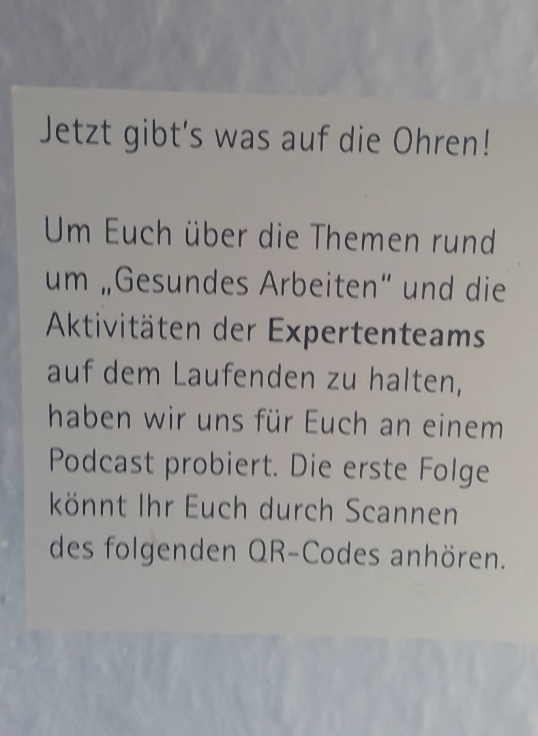 Jetzt gibt's was auf die Ohren!
Um Euch über die Themen rund
um „Gesundes Arbeiten" und die
Aktivitäten der Expertenteams
auf dem Laufenden zu halten,
haben wir uns für Euch an einem
Podcast probiert. Die erste Folge
könnt Ihr Euch durch Scannen
des folgenden QR-Codes anhören.